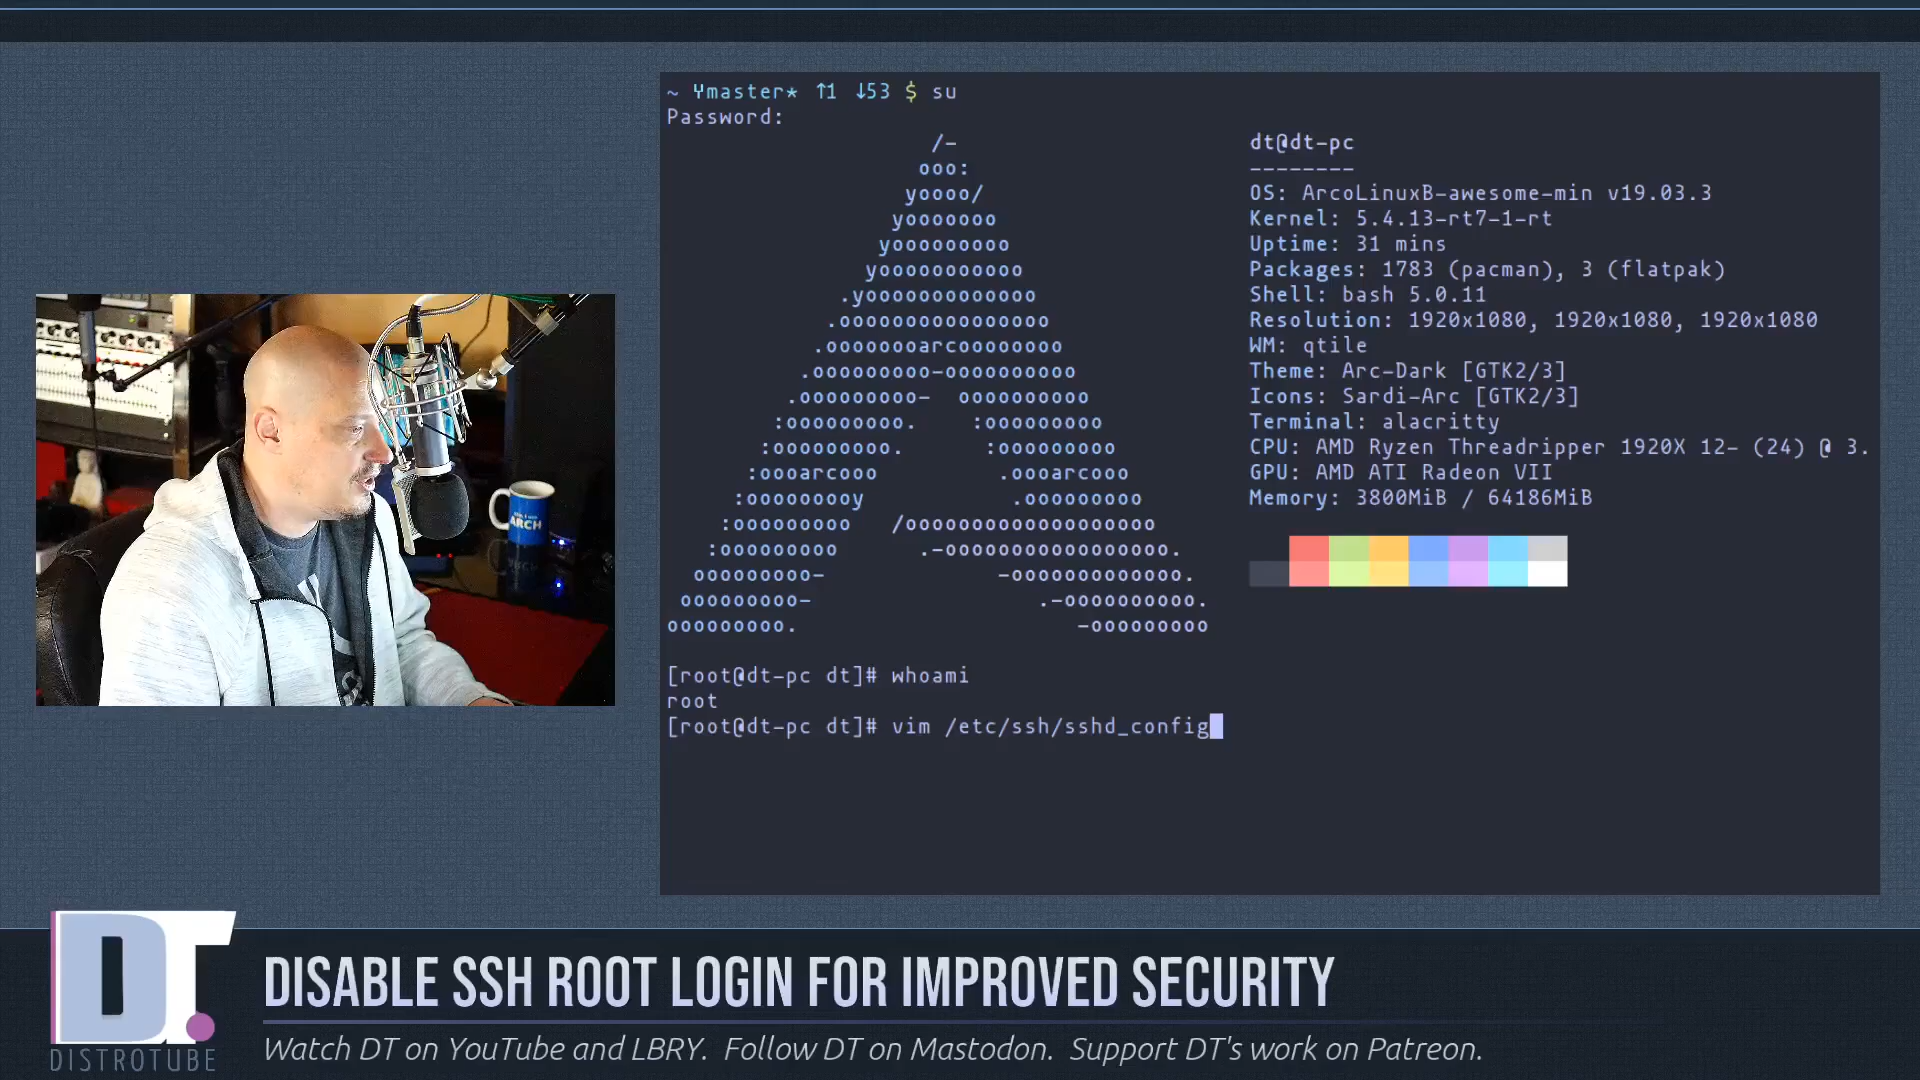 ~ Ymaster* ↑1 ↓53 $ su
Password:
/-
ooo:
yoooo/
yooooooo
yooooooooo
yooooooooooo
.yooooooooooooo
.oooooooooooooooo
.oooooooarcooooooooo
.ooooooooo-oooooooooo
.ooooooooo- oooooooooo
:ooooooooo. :ooooooooo
:ooooooooo. :ooooooooo
:oooarcooo .oooarcooo
:ooooooooy .ooooooooo
:ooooooooo /ooooooooooooooooooo
:ooooooooo .-ooooooooooooooooo.
ooooooooo- -ooooooooooooo.
ooooooooo- .-oooooooooo.
ooooooooo. -ooooooooo
dt@dt-pc
--------
OS: ArcoLinuxB-awesome-min v19.03.3
Kernel: 5.4.13-rt7-1-rt
Uptime: 31 mins
Packages: 1783 (pacman), 3 (flatpak)
Shell: bash 5.0.11
Resolution: 1920x1080, 1920x1080, 1920x1080
WM: qtile
Theme: Arc-Dark [GTK2/3]
Icons: Sardi-Arc [GTK2/3]
Terminal: alacritty
CPU: AMD Ryzen Threadripper 1920X 12- (24) @ 3.
GPU: AMD ATI Radeon VII
Memory: 3800MiB / 64186MiB
[root@dt-pc dt]# whoami
root
[root@dt-pc dt]# vim /etc/ssh/sshd_config
ARCH
DT
DISTROTUBE
DISABLE SSH ROOT LOGIN FOR IMPROVED SECURITY
Watch DT on YouTube and LBRY. Follow DT on Mastodon. Support DT's work on Patreon.